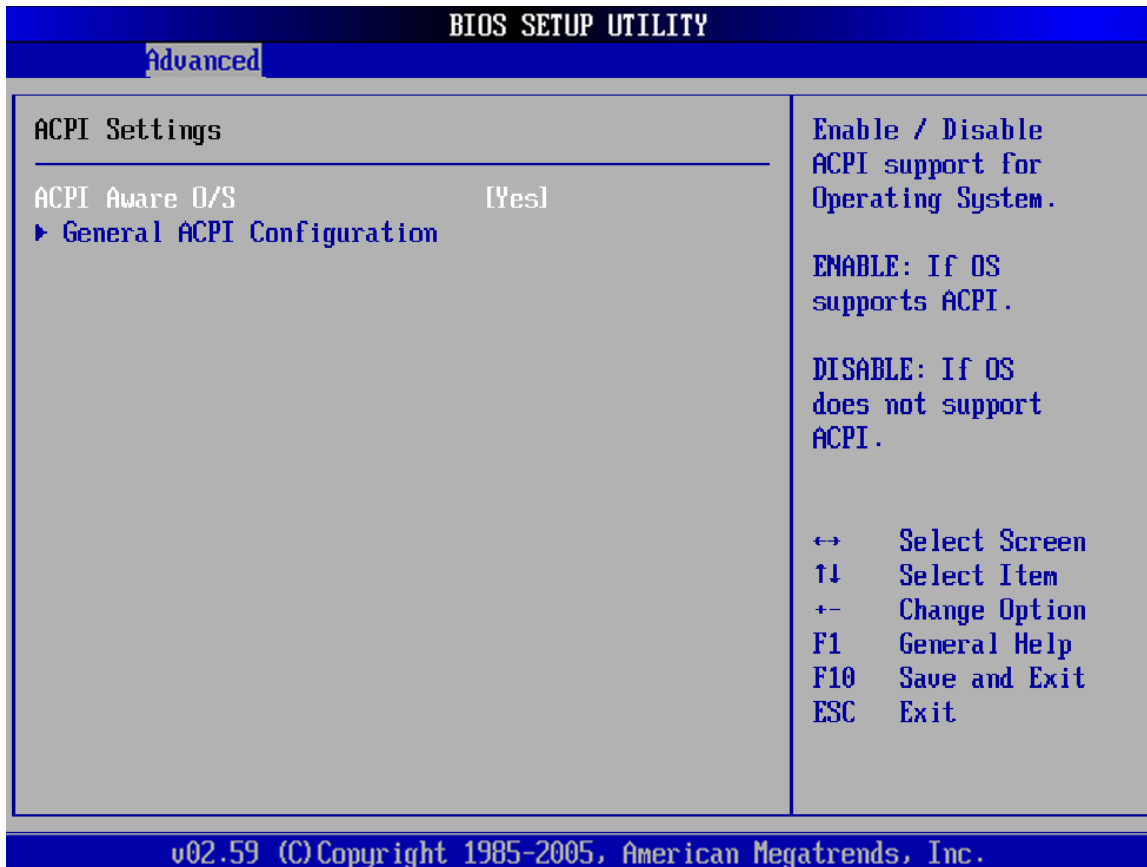 BIOS SETUP UTILITY
Advanced
ACPI Settings
ACPI Aware O/S [Yes]
► General ACPI Configuration
Enable / Disable
ACPI support for
Operating System.
ENABLE: If OS
supports ACPI.
DISABLE: If OS
does not support
ACPI.
↔ Select Screen
↑↓ Select Item
+- Change Option
F1 General Help
F10 Save and Exit
ESC Exit
v02.59 (C)Copyright 1985-2005, American Megatrends, Inc.